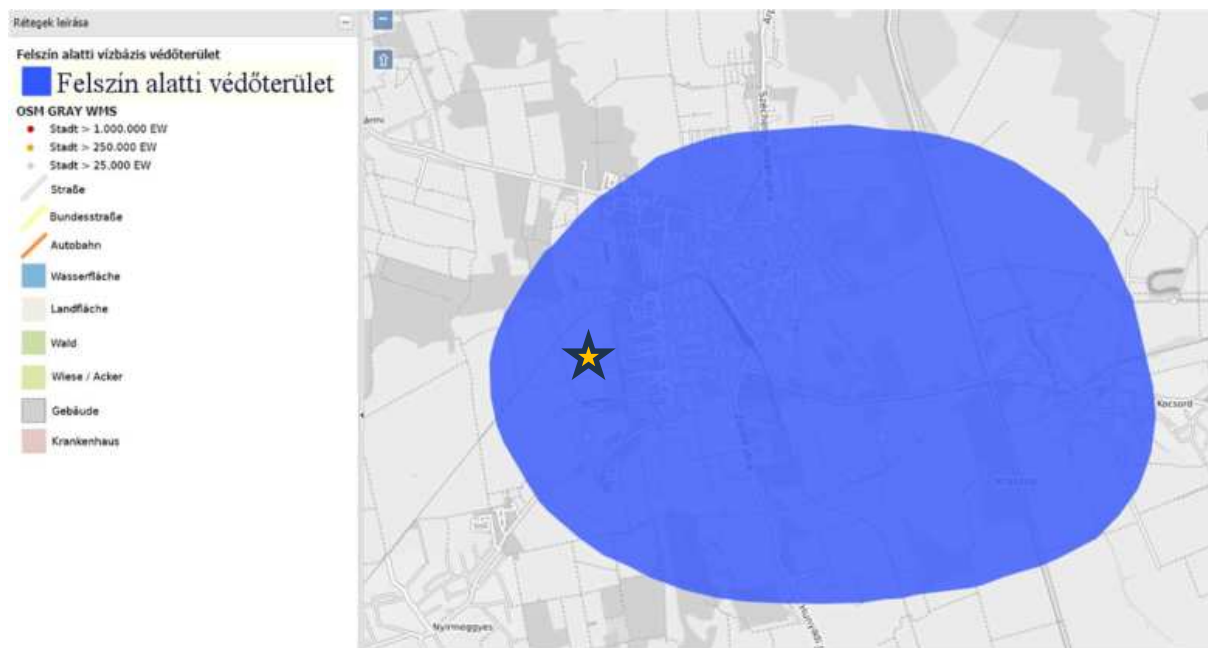 Rétegek leírása
Felszín alatti vízbázis védőterület
Felszín alatti védőterület
OSM GRAY WMS
Stadt > 1.000.000 EW
Stadt > 250.000 EW
Stadt > 25.000 EW
Straße
Bundesstraße
Autobahn
Wasserfläche
Landfläche
Wald
Wiese / Acker
Gebäude
Krankenhaus
Kocsord
Nyírmeggyes